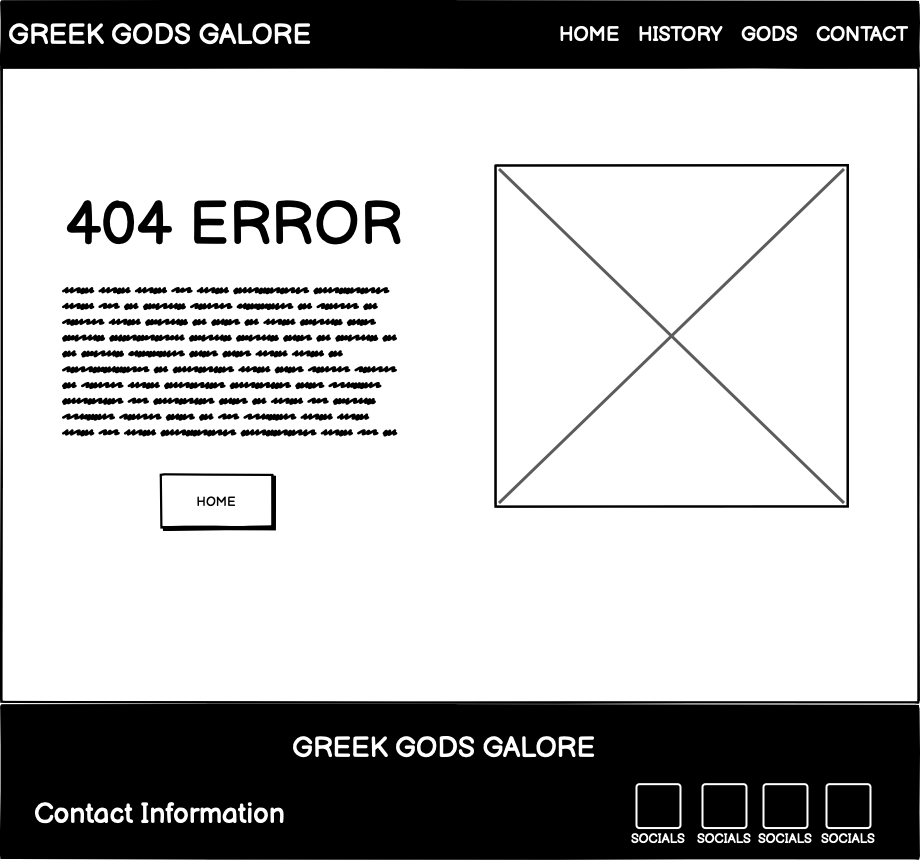 GREEK GODS GALORE
HOME HISTORY GODS CONTACT
404 ERROR
HOME
GREEK GODS GALORE
Contact Information
SOCIALS SOCIALS SOCIALS SOCIALS